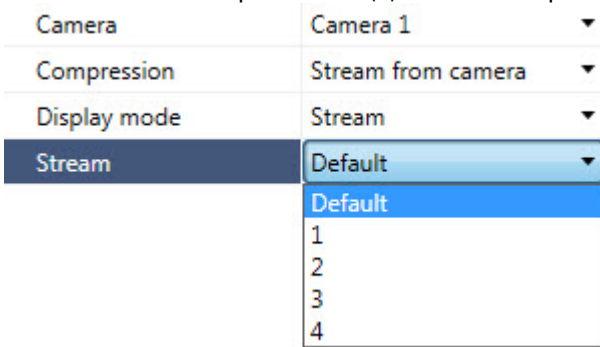 Camera Camera 1
Compression Stream from camera
Display mode Stream
Stream Default
Default
1
2
3
4